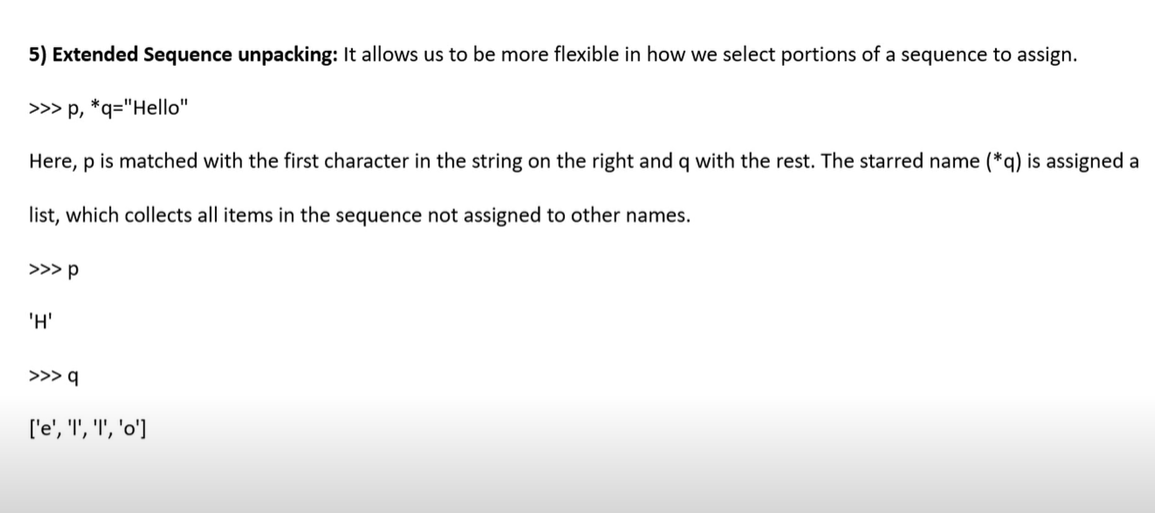 5) Extended Sequence unpacking: It allows us to be more flexible in how we select portions of a sequence to assign.
>>> p, *q="Hello"
Here, p is matched with the first character in the string on the right and q with the rest. The starred name (*q) is assigned a
list, which collects all items in the sequence not assigned to other names.
>>> p
'H'
>>> q
['e', 'l', 'l', 'o']